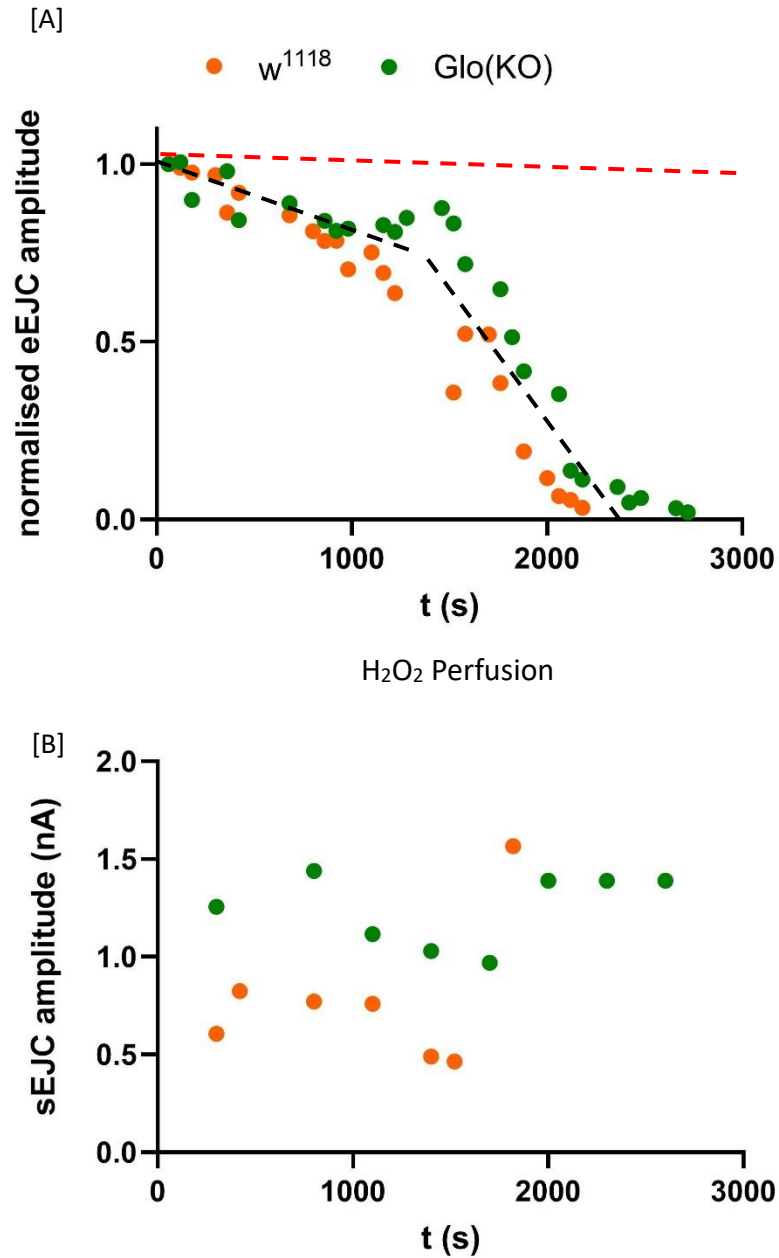 [A]
w¹¹¹⁸ Glo(KO)
normalised eEJC amplitude
1.0
0.5
0.0
0 1000 2000 3000
t (s)
H₂O₂ Perfusion
[B]
sEJC amplitude (nA)
2.0
1.5
1.0
0.5
0.0
0 1000 2000 3000
t (s)